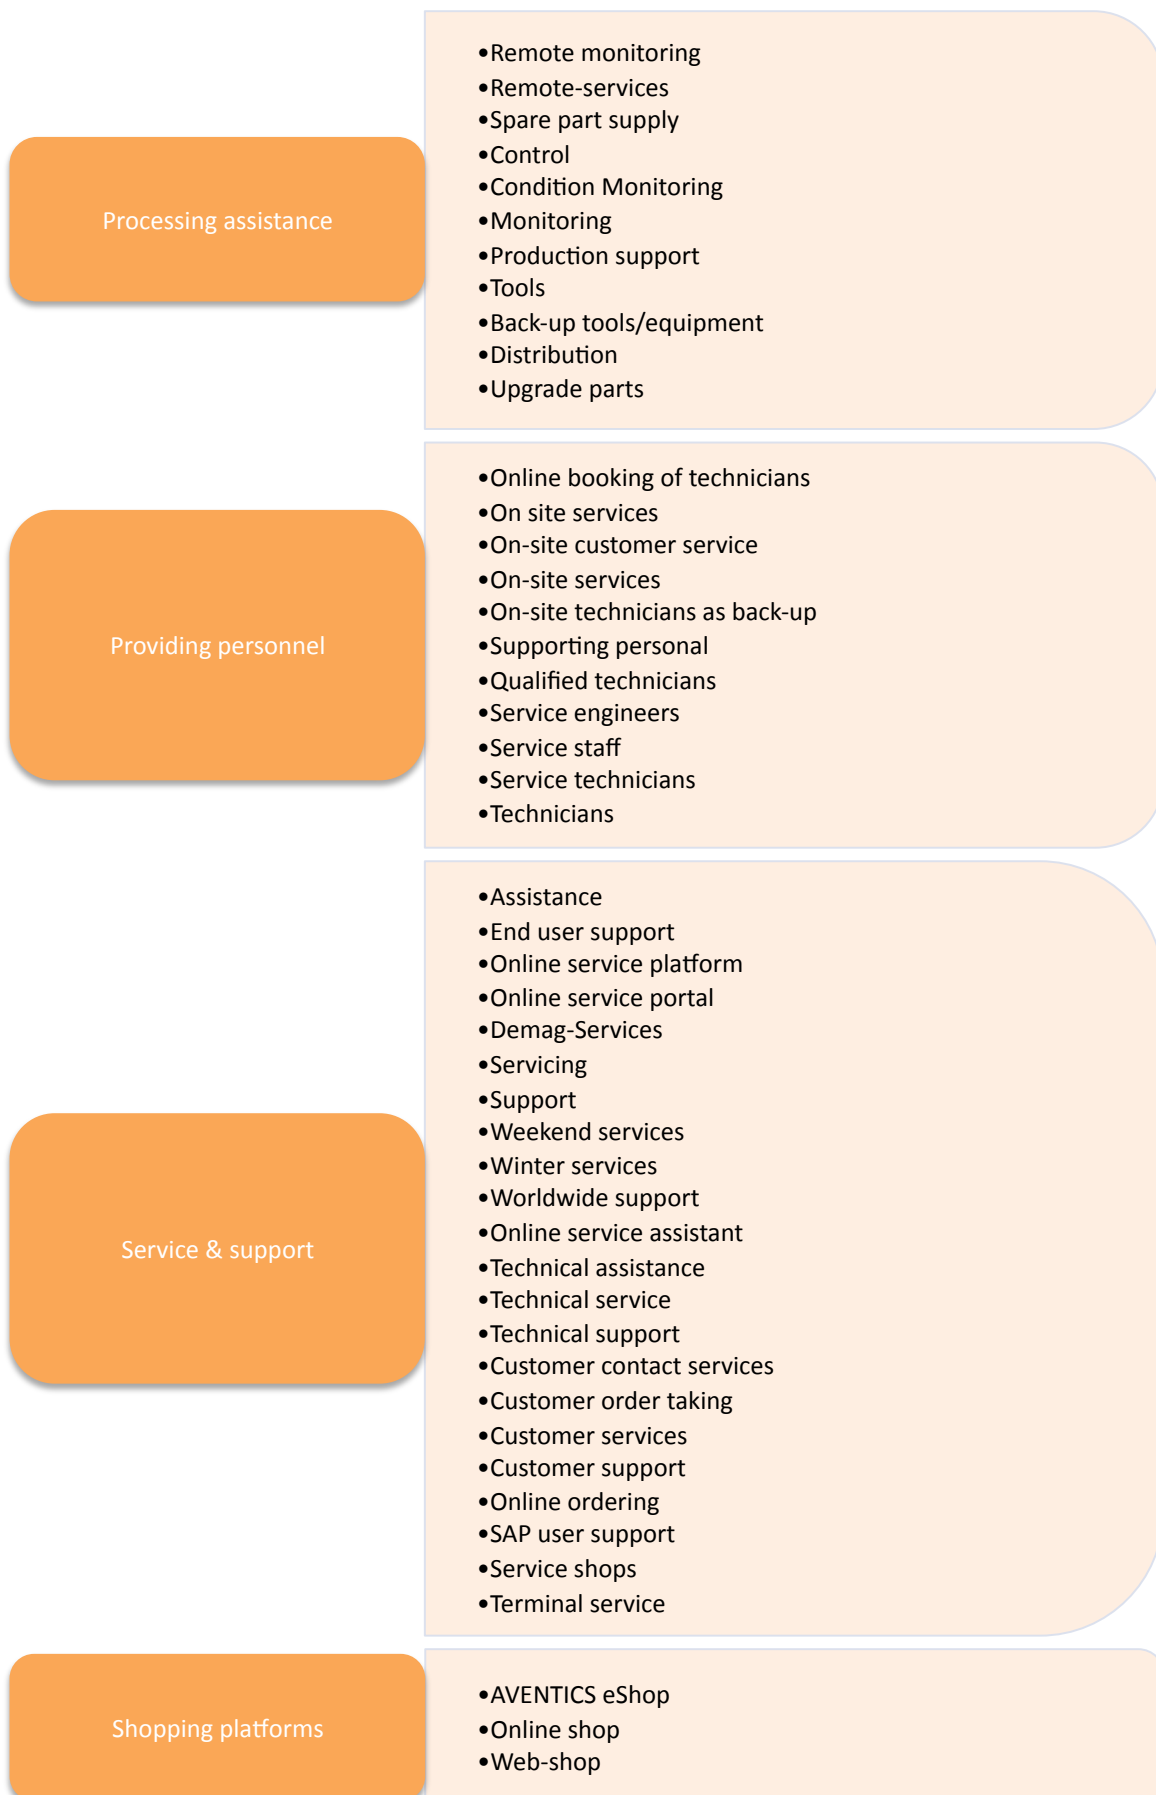 Processing assistance
•Remote monitoring
•Remote-services
•Spare part supply
•Control
•Condition Monitoring
•Monitoring
•Production support
•Tools
•Back-up tools/equipment
•Distribution
•Upgrade parts
Providing personnel
•Online booking of technicians
•On site services
•On-site customer service
•On-site services
•On-site technicians as back-up
•Supporting personal
•Qualified technicians
•Service engineers
•Service staff
•Service technicians
•Technicians
Service & support
•Assistance
•End user support
•Online service platform
•Online service portal
•Demag-Services
•Servicing
•Support
•Weekend services
•Winter services
•Worldwide support
•Online service assistant
•Technical assistance
•Technical service
•Technical support
•Customer contact services
•Customer order taking
•Customer services
•Customer support
•Online ordering
•SAP user support
•Service shops
•Terminal service
Shopping platforms
•AVENTICS eShop
•Online shop
•Web-shop